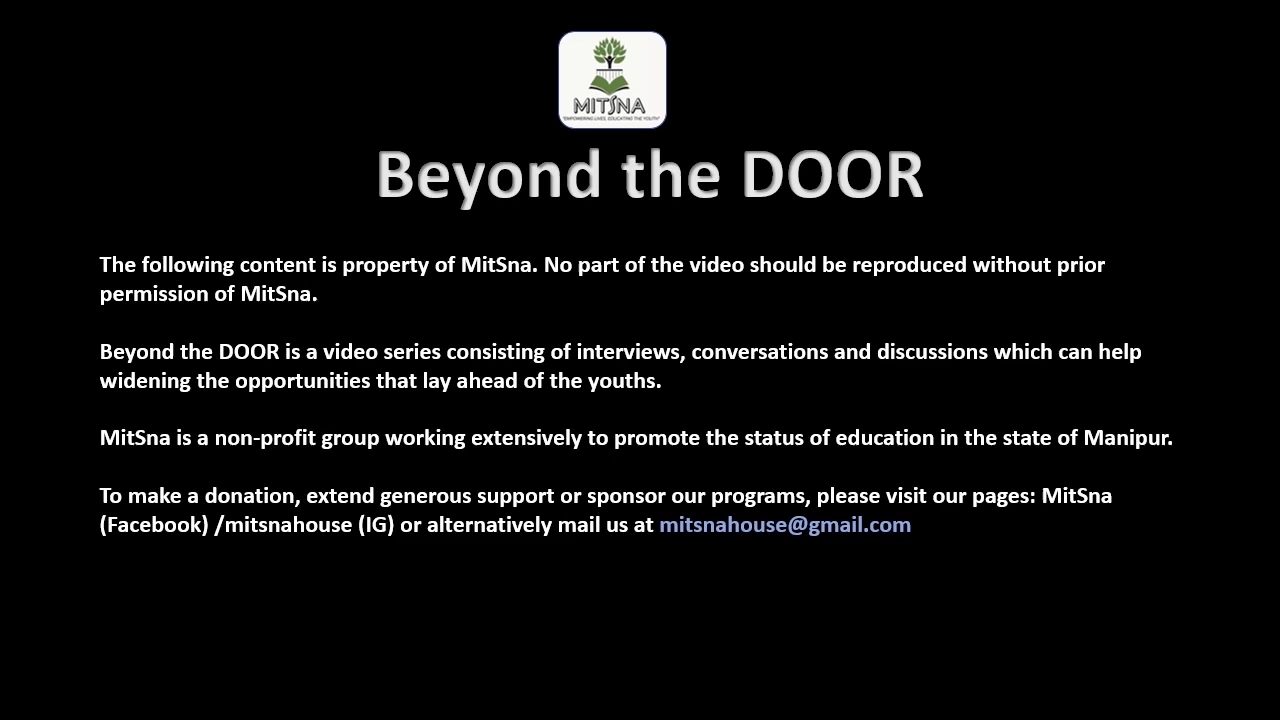 MITSNA
"EMPOWERING LIVES, EDUCATING THE YOUTH"
Beyond the DOOR
The following content is property of MitSna. No part of the video should be reproduced without prior
permission of MitSna.
Beyond the DOOR is a video series consisting of interviews, conversations and discussions which can help
widening the opportunities that lay ahead of the youths.
MitSna is a non-profit group working extensively to promote the status of education in the state of Manipur.
To make a donation, extend generous support or sponsor our programs, please visit our pages: MitSna
(Facebook) /mitsnahouse (IG) or alternatively mail us at mitsnahouse@gmail.com